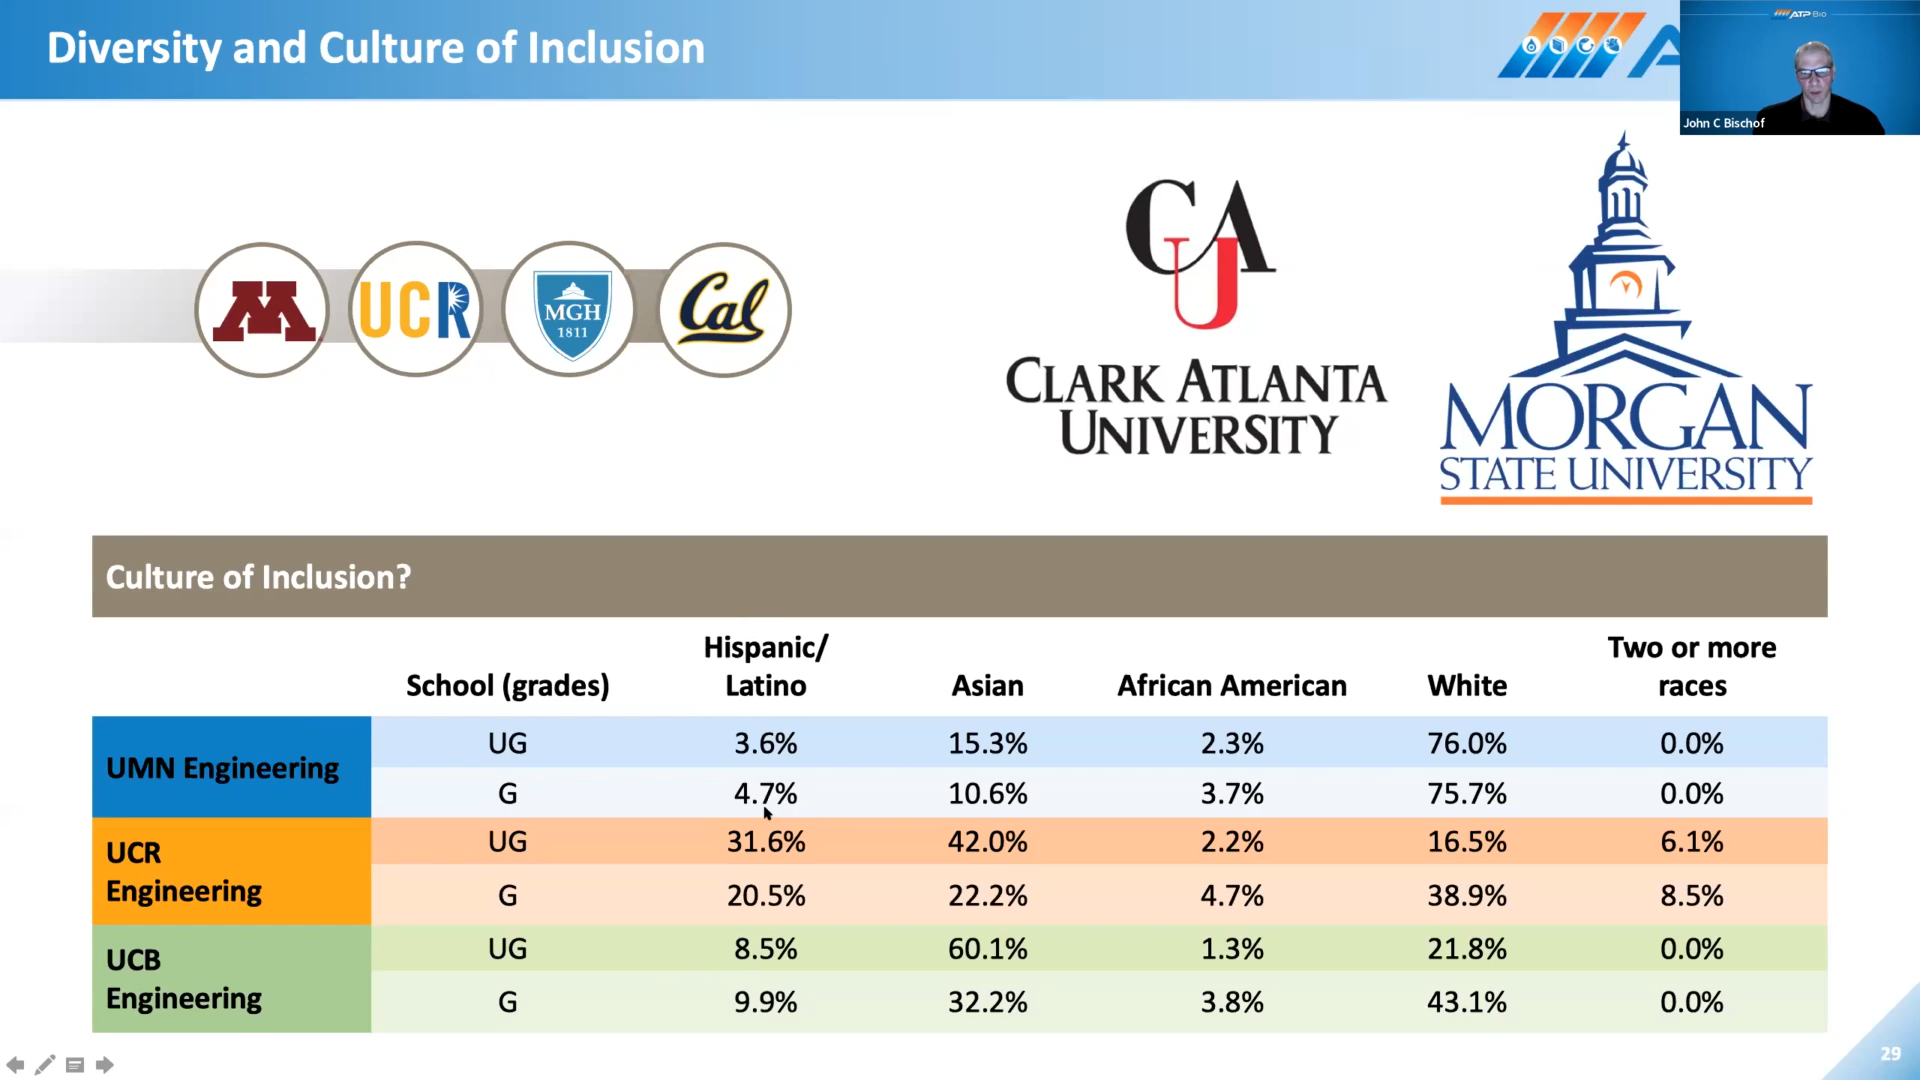 Diversity and Culture of Inclusion
ATP Bio
John C Bischof
M
UCR
MGH
1811
Cal
CAU
CLARK ATLANTA
UNIVERSITY
MORGAN
STATE UNIVERSITY
Culture of Inclusion?
School (grades) Hispanic/ Latino Asian African American White Two or more races
UMN Engineering
UG 3.6% 15.3% 2.3% 76.0% 0.0%
G 4.7% 10.6% 3.7% 75.7% 0.0%
UCR Engineering
UG 31.6% 42.0% 2.2% 16.5% 6.1%
G 20.5% 22.2% 4.7% 38.9% 8.5%
UCB Engineering
UG 8.5% 60.1% 1.3% 21.8% 0.0%
G 9.9% 32.2% 3.8% 43.1% 0.0%
29